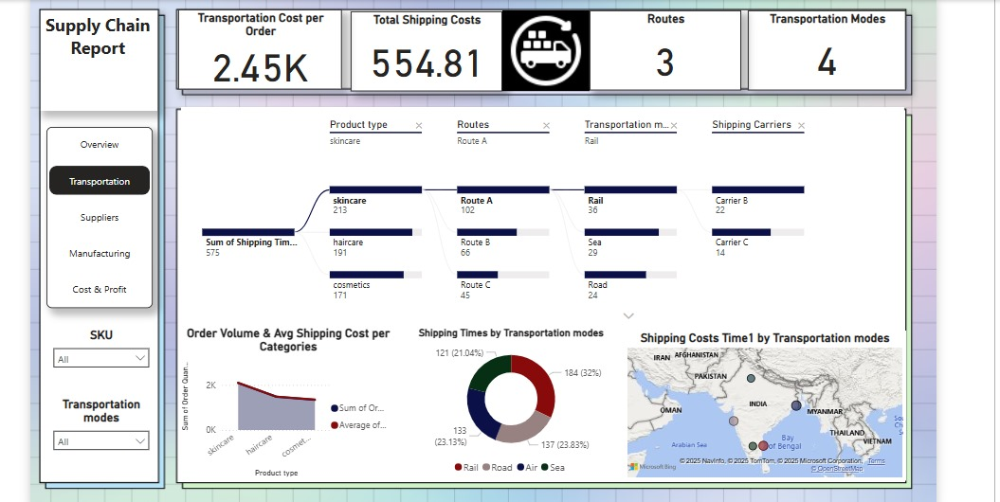 Supply Chain
Report
Transportation Cost per
Order
2.45K
Total Shipping Costs
554.81
Routes
3
Transportation Modes
4
Overview
Transportation
Suppliers
Manufacturing
Cost & Profit
SKU
All
Transportation
modes
All
Product type
skincare
Routes
Route A
Transportation m...
Rail
Shipping Carriers
Sum of Shipping Tim...
575
skincare
213
haircare
191
cosmetics
171
Route A
102
Route B
66
Route C
45
Rail
36
Sea
29
Road
24
Carrier B
22
Carrier C
14
Order Volume & Avg Shipping Cost per
Categories
Sum of Order Quan...
2K
0K
skincare
haircare
cosmet...
Product type
Sum of Or...
Average of...
Shipping Times by Transportation modes
121 (21.04%)
184 (32%)
133
(23.13%)
137 (23.83%)
Rail Road Air Sea
Shipping Costs Time1 by Transportation modes
IRAN
AFGHANISTAN
PAKISTAN
OMAN
INDIA
MYANMAR
THAILAND
VIETNAM
Arabian Sea
Bay
of Bengal
Sou
Chi
Se
Microsoft Bing
© 2025 NavInfo, © 2025 TomTom, © 2025 Microsoft Corporation, Terms
© OpenStreetMap